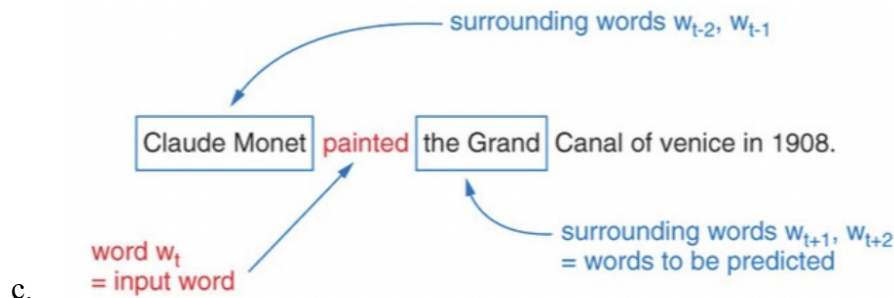 surrounding words wt-2, wt-1
Claude Monet painted the Grand Canal of venice in 1908.
word wt
= input word
surrounding words wt+1, wt+2
= words to be predicted
c.